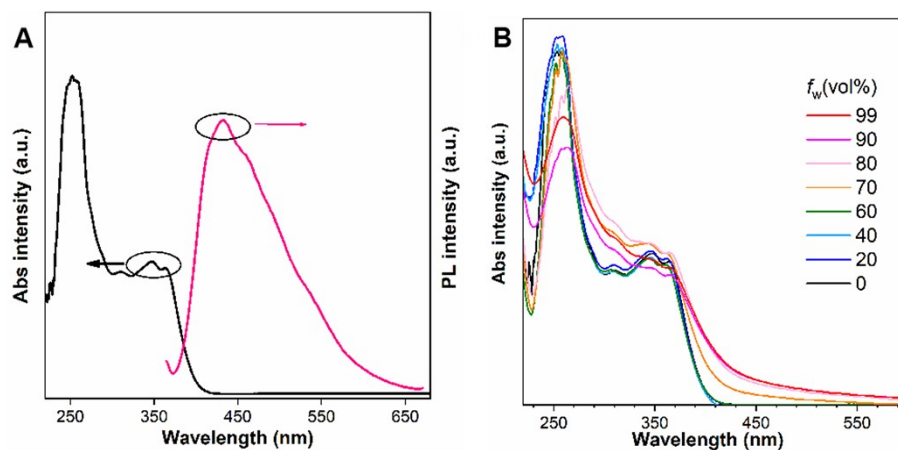 A
Abs intensity (a.u.)
PL intensity (a.u.)
250 350 450 550 650
Wavelength (nm)
B
Abs intensity (a.u.)
fw(vol%)
99
90
80
70
60
40
20
0
250 350 450 550
Wavelength (nm)